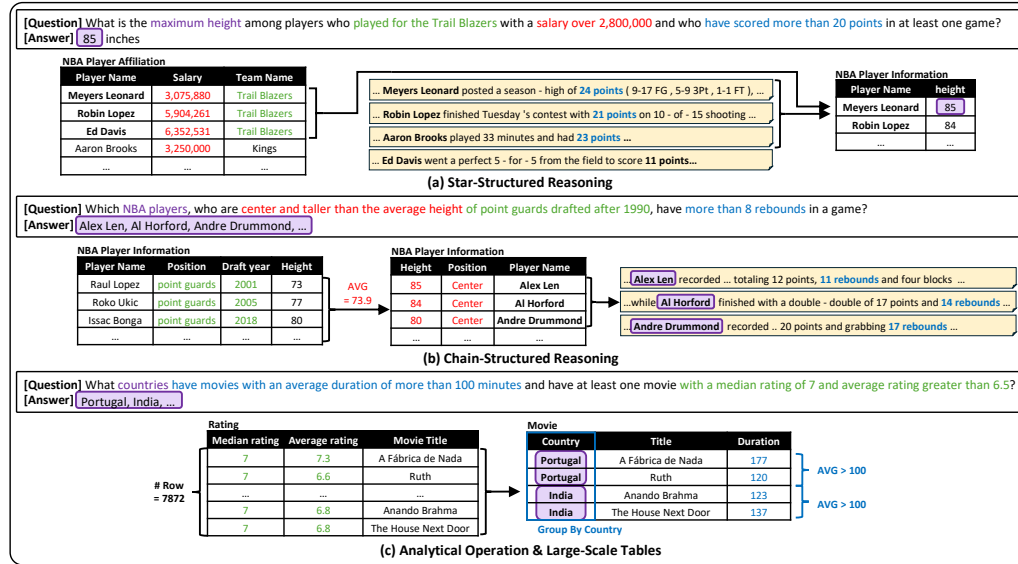 [Question] What is the maximum height among players who played for the Trail Blazers with a salary over 2,800,000 and who have scored more than 20 points in at least one game?
[Answer] 85 inches
NBA Player Affiliation
Player Name Salary Team Name
Meyers Leonard 3,075,880 Trail Blazers
Robin Lopez 5,904,261 Trail Blazers
Ed Davis 6,352,531 Trail Blazers
Aaron Brooks 3,250,000 Kings
... ... ...
... Meyers Leonard posted a season - high of 24 points ( 9-17 FG , 5-9 3Pt , 1-1 FT ), ...
... Robin Lopez finished Tuesday 's contest with 21 points on 10 - of - 15 shooting ...
... Aaron Brooks played 33 minutes and had 23 points ...
... Ed Davis went a perfect 5 - for - 5 from the field to score 11 points...
NBA Player Information
Player Name height
Meyers Leonard 85
Robin Lopez 84
... ...
(a) Star-Structured Reasoning
[Question] Which NBA players, who are center and taller than the average height of point guards drafted after 1990, have more than 8 rebounds in a game?
[Answer] Alex Len, Al Horford, Andre Drummond, ...
NBA Player Information
Player Name Position Draft year Height
Raul Lopez point guards 2001 73
Roko Ukic point guards 2005 77
Issac Bonga point guards 2018 80
... ... ... ...
AVG
= 73.9
NBA Player Information
Height Position Player Name
85 Center Alex Len
84 Center Al Horford
80 Center Andre Drummond
... ... ...
... Alex Len recorded ... totaling 12 points, 11 rebounds and four blocks ...
...while Al Horford finished with a double - double of 17 points and 14 rebounds ...
... Andre Drummond recorded .. 20 points and grabbing 17 rebounds ...
(b) Chain-Structured Reasoning
[Question] What countries have movies with an average duration of more than 100 minutes and have at least one movie with a median rating of 7 and average rating greater than 6.5?
[Answer] Portugal, India, ...
Rating
Median rating Average rating Movie Title
7 7.3 A Fábrica de Nada
7 6.6 Ruth
... ... ...
7 6.8 Anando Brahma
7 6.8 The House Next Door
# Row
= 7872
Movie
Country Title Duration
Portugal A Fábrica de Nada 177
Portugal Ruth 120
India Anando Brahma 123
India The House Next Door 137
AVG > 100
AVG > 100
Group By Country
(c) Analytical Operation & Large-Scale Tables